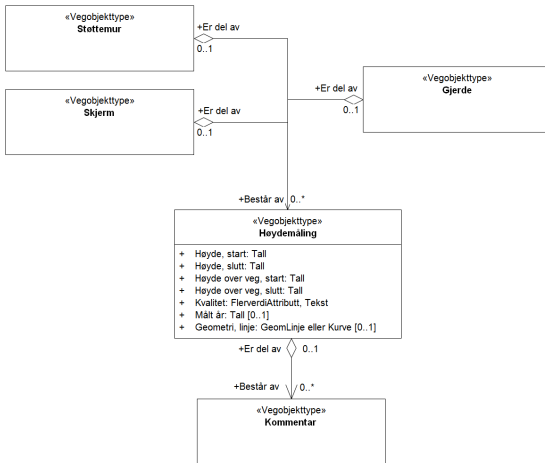 «Vegobjekttype»
Støttemur
+Er del av
0..1
«Vegobjekttype»
Skjerm
+Er del av
0..1
«Vegobjekttype»
Gjerde
+Er del av
0..1
+Består av 0..*
«Vegobjekttype»
Høydemåling
+ Høyde, start: Tall
+ Høyde, slutt: Tall
+ Høyde over veg, start: Tall
+ Høyde over veg, slutt: Tall
+ Kvalitet: FlerverdiAttributt, Tekst
+ Målt år: Tall [0..1]
+ Geometri, linje: GeomLinje eller Kurve [0..1]
+Er del av 0..1
+Består av 0..*
«Vegobjekttype»
Kommentar